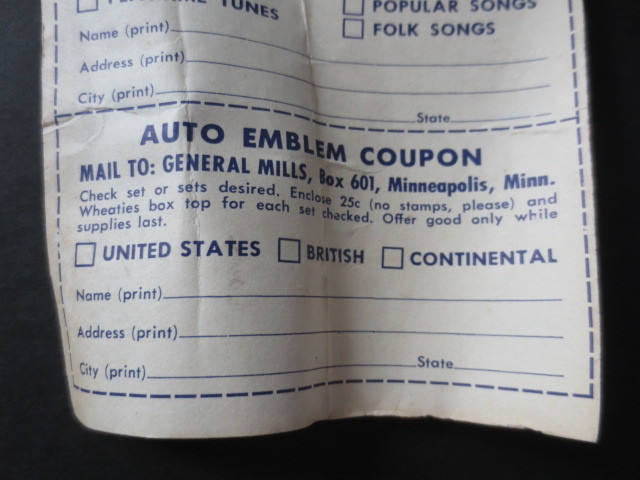 TUNES
POPULAR SONGS
FOLK SONGS
Name (print)
Address (print)
City (print) State
AUTO EMBLEM COUPON
MAIL TO: GENERAL MILLS, Box 601, Minneapolis, Minn.
Check set or sets desired. Enclose 25c (no stamps, please) and
Wheaties box top for each set checked. Offer good only while
supplies last.
UNITED STATES BRITISH CONTINENTAL
Name (print)
Address (print)
City (print) State